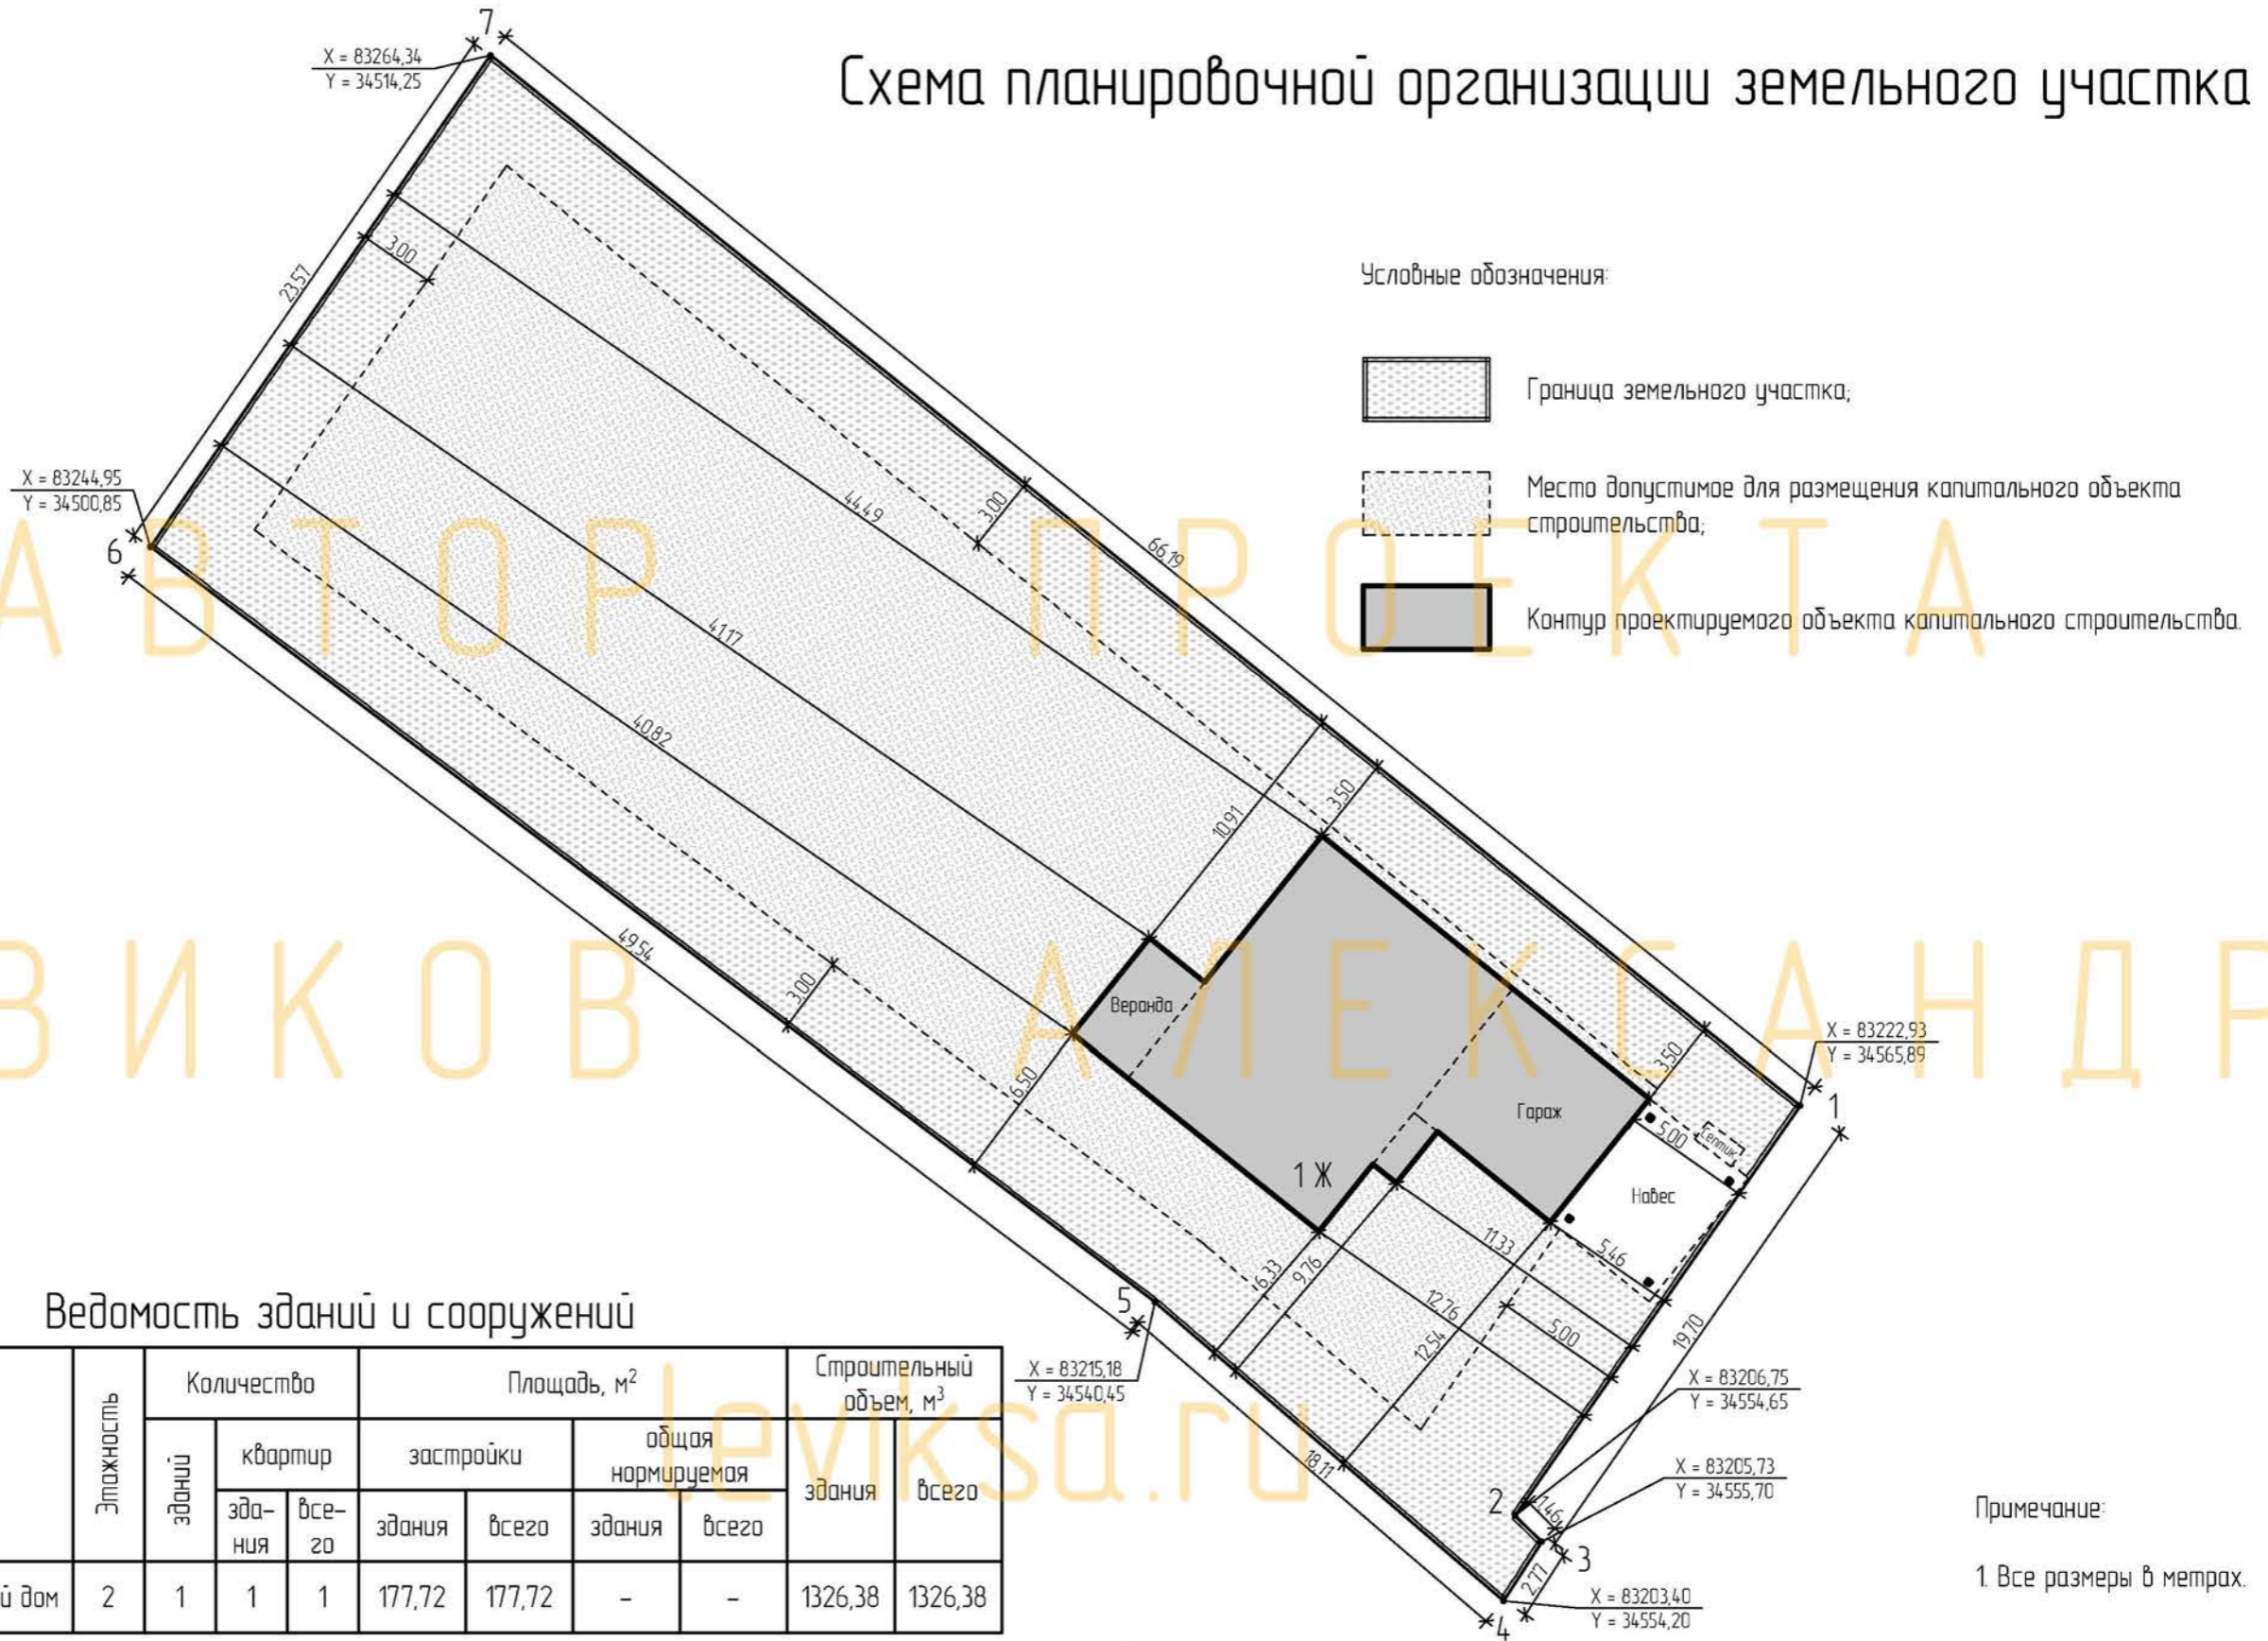 Схема планировочной организации земельного участка
7
X = 83264,34
Y = 34514,25
X = 83244,95
Y = 34500,85
6
23,57
3,00
44,49
3,00
66,19
41,17
40,82
49,54
3,00
10,91
3,50
6,50
Веранда
Гараж
1 Ж
3,50
5,00
Септик
Навес
5,46
X = 83222,93
Y = 34565,89
1
11,33
6,33
9,76
12,76
12,54
5,00
19,70
5
X = 83215,18
Y = 34540,45
18,11
X = 83206,75
Y = 34554,65
2
1,46
X = 83205,73
Y = 34555,70
3
2,77
X = 83203,40
Y = 34554,20
4
Условные обозначения:
Граница земельного участка;
Место допустимое для размещения капитального объекта
строительства;
Контур проектируемого объекта капитального строительства.
АВТОР ПРОЕКТА
ВИКОВ АЛЕКСАНДР
leviksa.ru
Ведомость зданий и сооружений
Этажность
Количество
Площадь, м²
Строительный
объем, м³
зданий
квартир
застройки
общая
нормируемая
здания
всего
зда-
ния
все-
го
здания
всего
здания
всего
й дом 2 1 1 1 177,72 177,72 - - 1326,38 1326,38
Примечание:
1. Все размеры в метрах.